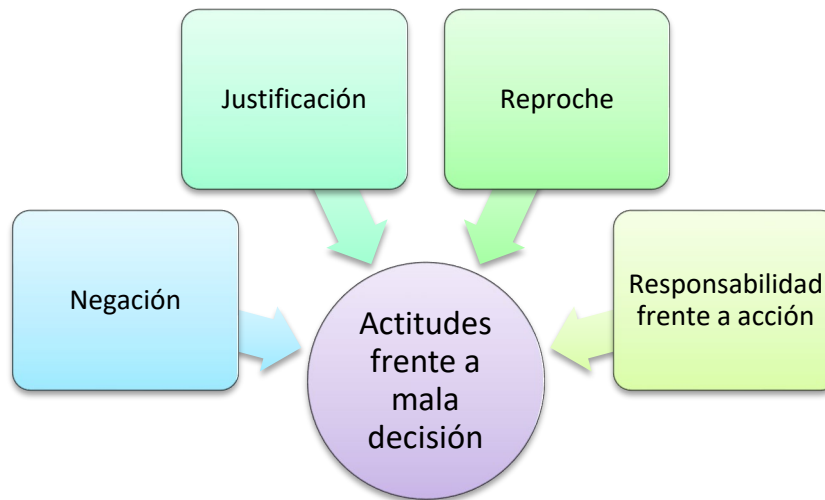 Justificación
Reproche
Negación
Responsabilidad
frente a acción
Actitudes
frente a
mala
decisión